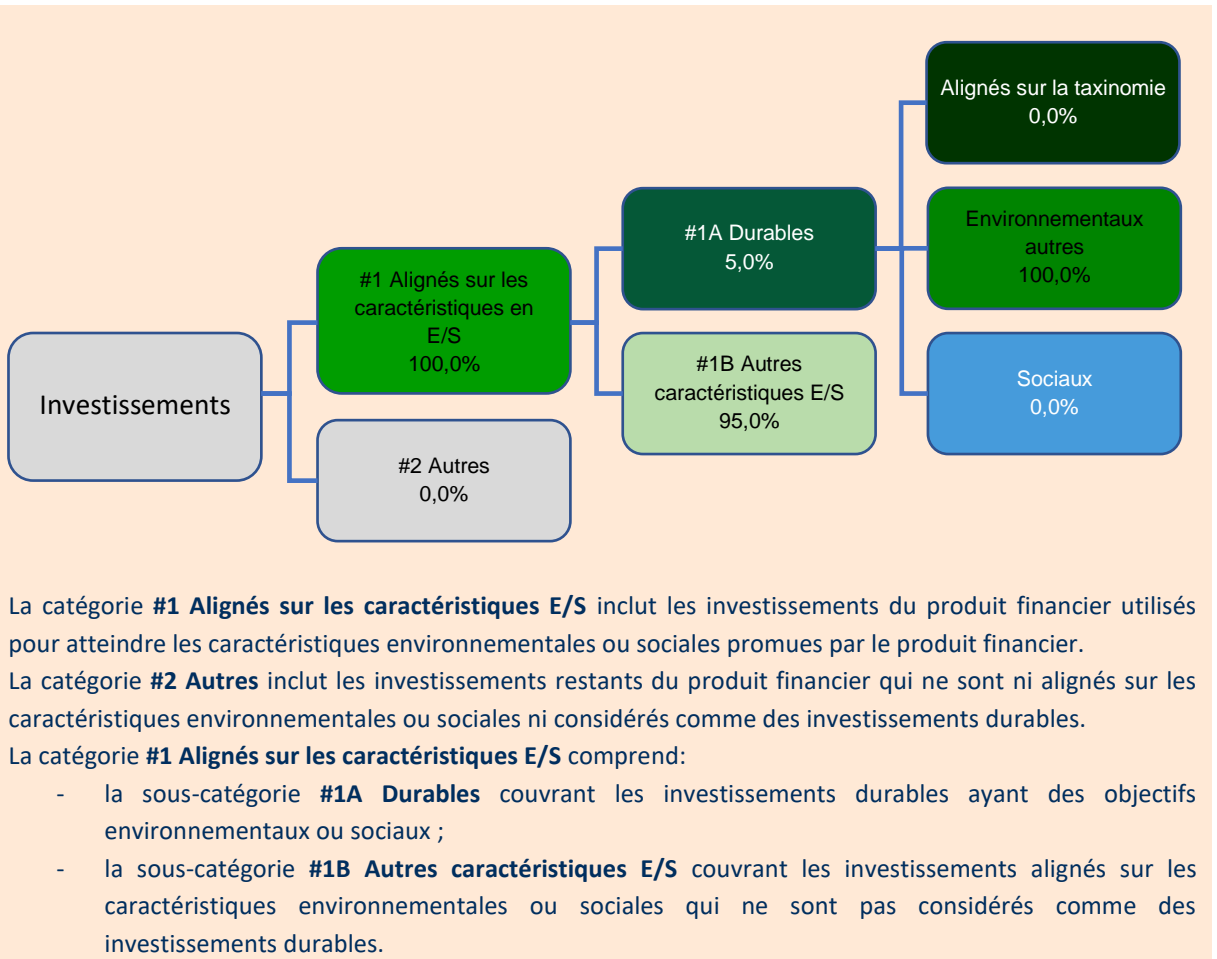 Alignés sur la taxinomie
0,0%
Environnementaux
autres
100,0%
#1A Durables
5,0%
#1 Alignés sur les
caractéristiques en
E/S
100,0%
#1B Autres
caractéristiques E/S
95,0%
Sociaux
0,0%
Investissements
#2 Autres
0,0%
La catégorie #1 Alignés sur les caractéristiques E/S inclut les investissements du produit financier utilisés
pour atteindre les caractéristiques environnementales ou sociales promues par le produit financier.
La catégorie #2 Autres inclut les investissements restants du produit financier qui ne sont ni alignés sur les
caractéristiques environnementales ou sociales ni considérés comme des investissements durables.
La catégorie #1 Alignés sur les caractéristiques E/S comprend:
- la sous-catégorie #1A Durables couvrant les investissements durables ayant des objectifs
environnementaux ou sociaux ;
- la sous-catégorie #1B Autres caractéristiques E/S couvrant les investissements alignés sur les
caractéristiques environnementales ou sociales qui ne sont pas considérés comme des
investissements durables.